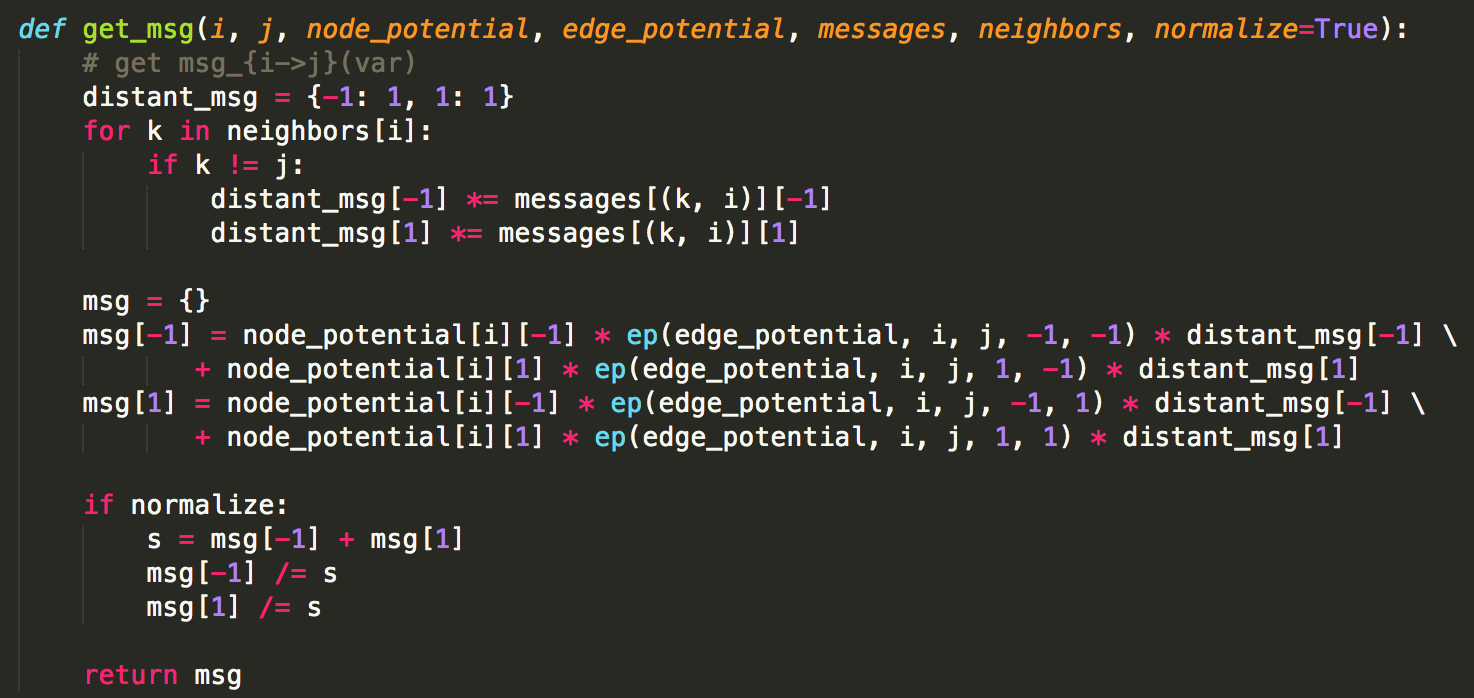 def get_msg(i, j, node_potential, edge_potential, messages, neighbors, normalize=True):
    # get msg_{i->j}(var)
    distant_msg = {-1: 1, 1: 1}
    for k in neighbors[i]:
        if k != j:
            distant_msg[-1] *= messages[(k, i)][-1]
            distant_msg[1] *= messages[(k, i)][1]

    msg = {}
    msg[-1] = node_potential[i][-1] * ep(edge_potential, i, j, -1, -1) * distant_msg[-1] \
           + node_potential[i][1] * ep(edge_potential, i, j, 1, -1) * distant_msg[1]
    msg[1] = node_potential[i][-1] * ep(edge_potential, i, j, -1, 1) * distant_msg[-1] \
           + node_potential[i][1] * ep(edge_potential, i, j, 1, 1) * distant_msg[1]

    if normalize:
        s = msg[-1] + msg[1]
        msg[-1] /= s
        msg[1] /= s

    return msg